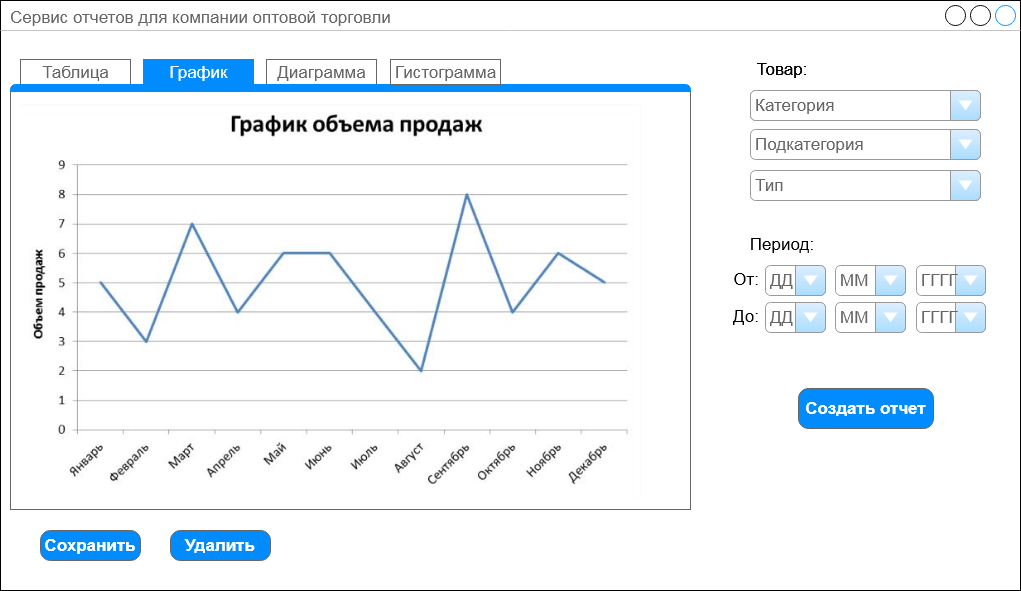 Сервис отчетов для компании оптовой торговли
Таблица
График
Диаграмма
Гистограмма
График объема продаж
Объем продаж
9
8
7
6
5
4
3
2
1
0
Январь
Февраль
Март
Апрель
Май
Июнь
Июль
Август
Сентябрь
Октябрь
Ноябрь
Декабрь
Сохранить
Удалить
Товар:
Категория
Подкатегория
Тип
Период:
От: ДД ММ ГГГГ
До: ДД ММ ГГГГ
Создать отчет